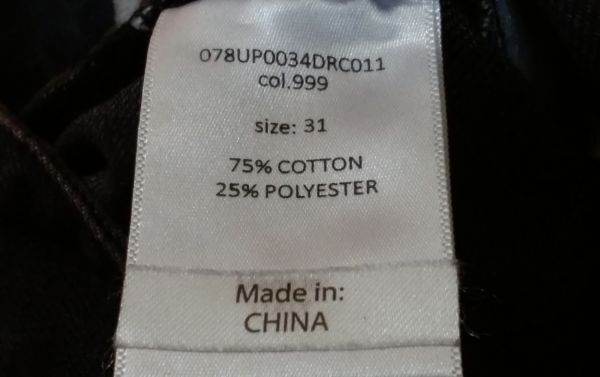 078UP0034DRC011
col.999
size: 31
75% COTTON
25% POLYESTER
Made in:
CHINA